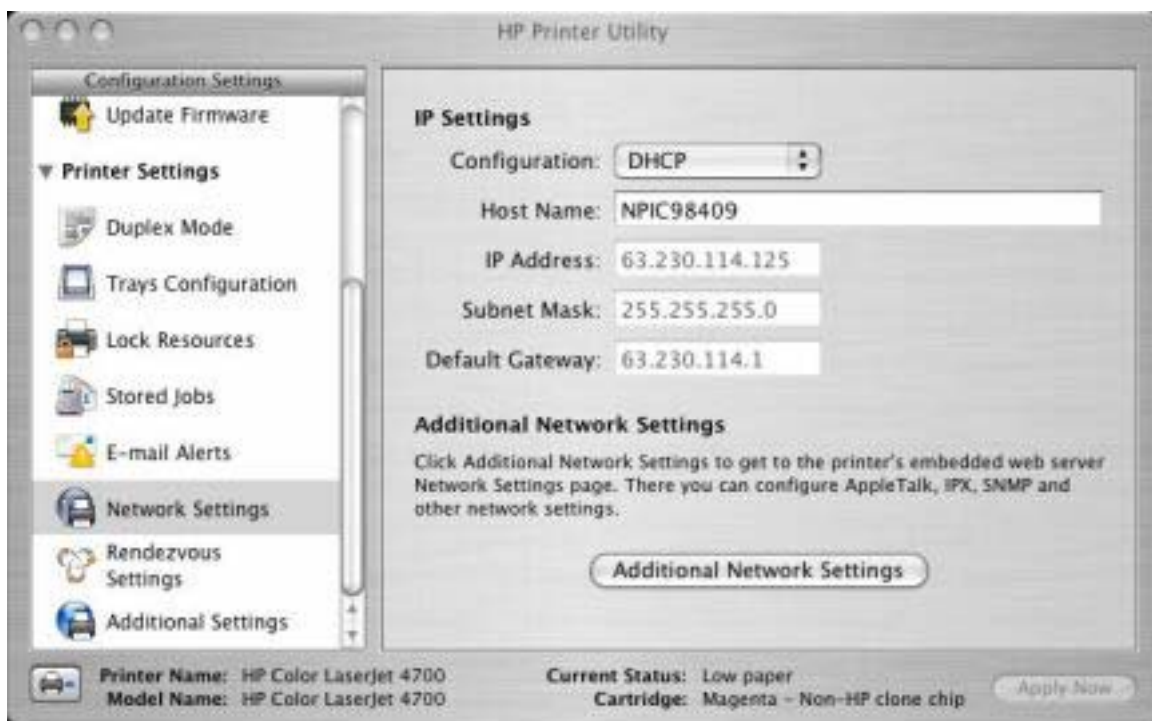 HP Printer Utility
Configuration Settings
Update Firmware
Printer Settings
Duplex Mode
Trays Configuration
Lock Resources
Stored Jobs
E-mail Alerts
Network Settings
Rendezvous
Settings
Additional Settings
IP Settings
Configuration: DHCP
Host Name: NPIC98409
IP Address: 63.230.114.125
Subnet Mask: 255.255.255.0
Default Gateway: 63.230.114.1
Additional Network Settings
Click Additional Network Settings to get to the printer's embedded web server
Network Settings page. There you can configure AppleTalk, IPX, SNMP and
other network settings.
Additional Network Settings
Printer Name: HP Color LaserJet 4700
Model Name: HP Color LaserJet 4700
Current Status: Low paper
Cartridge: Magenta - Non-HP clone chip
Apply Now